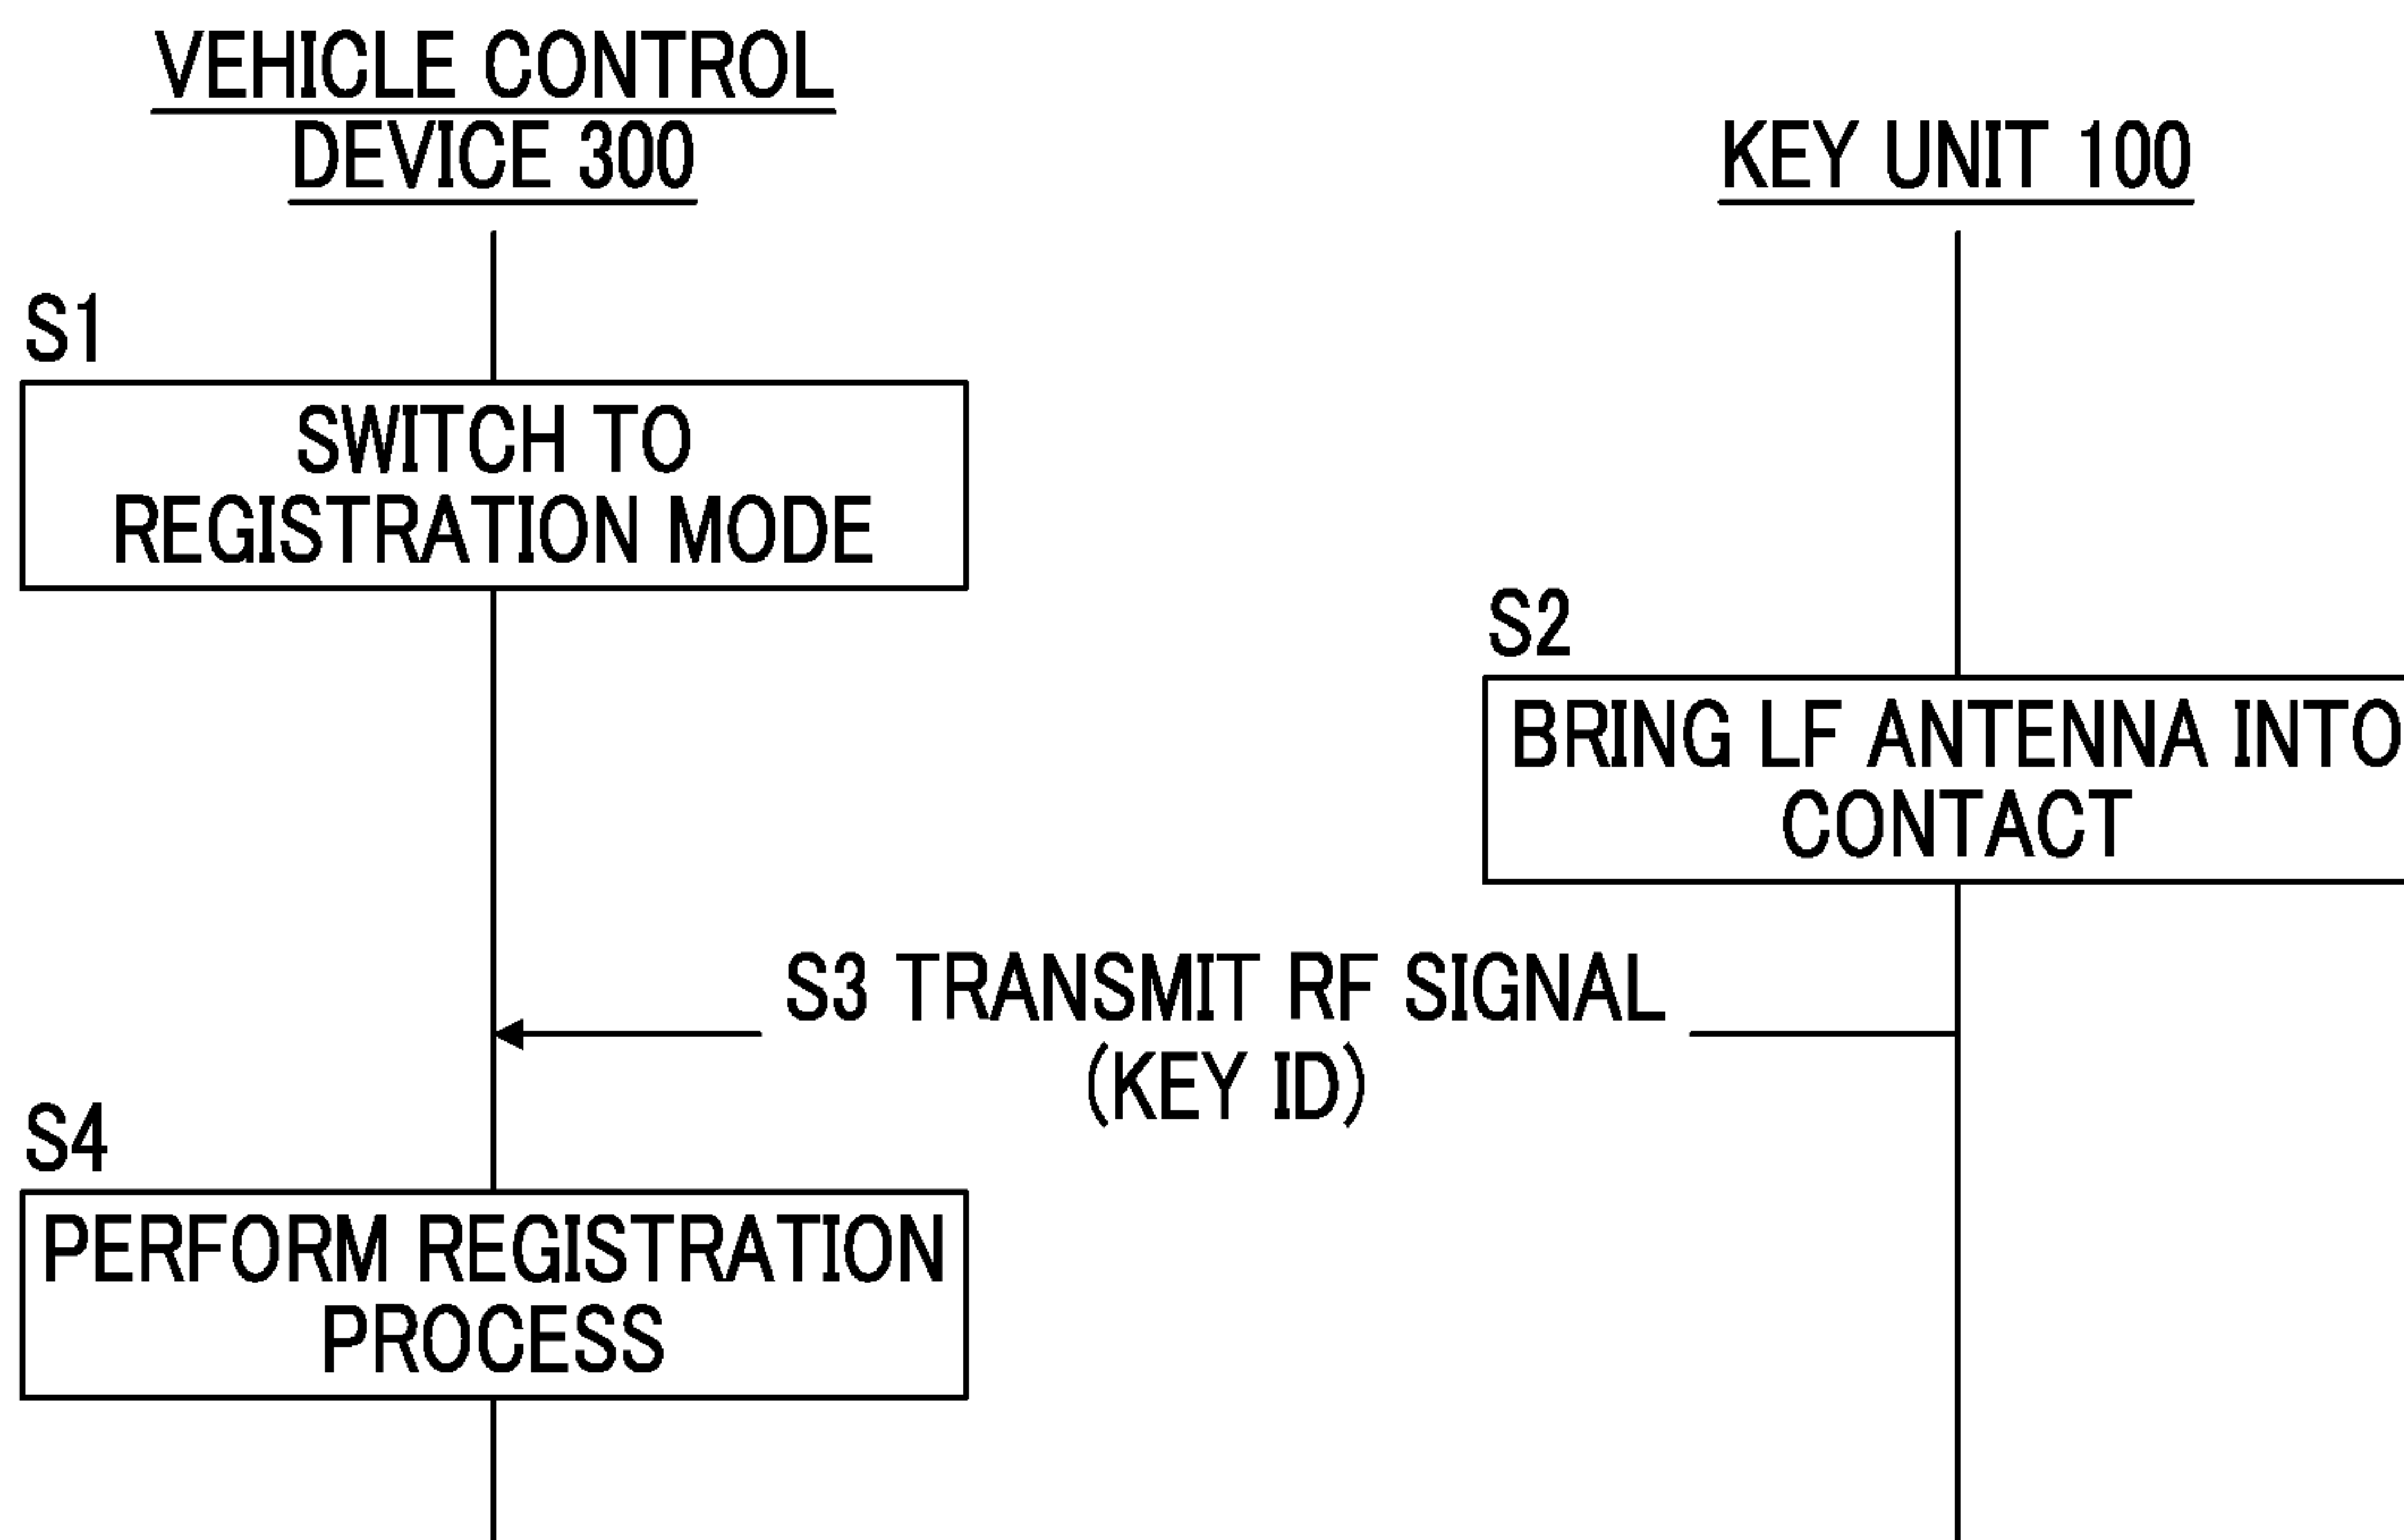 VEHICLE CONTROL
DEVICE 300
KEY UNIT 100
S1
SWITCH TO
REGISTRATION MODE
S2
BRING LF ANTENNA INTO
CONTACT
S3 TRANSMIT RF SIGNAL
(KEY ID)
S4
PERFORM REGISTRATION
PROCESS